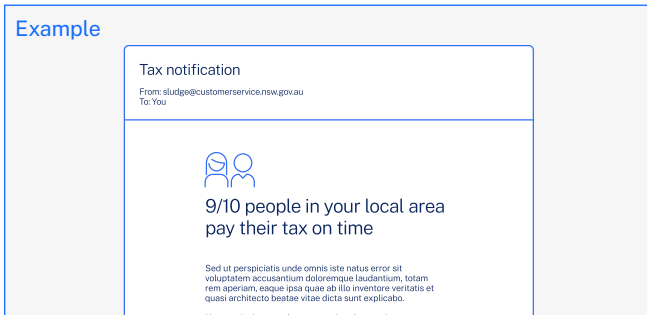 Example
Tax notification
From: sludge@customerservice.nsw.gov.au
To: You
9/10 people in your local area
pay their tax on time
Sed ut perspiciatis unde omnis iste natus error sit
voluptatem accusantium doloremque laudantium, totam
rem aperiam, eaque ipsa quae ab illo inventore veritatis et
quasi architecto beatae vitae dicta sunt explicabo.